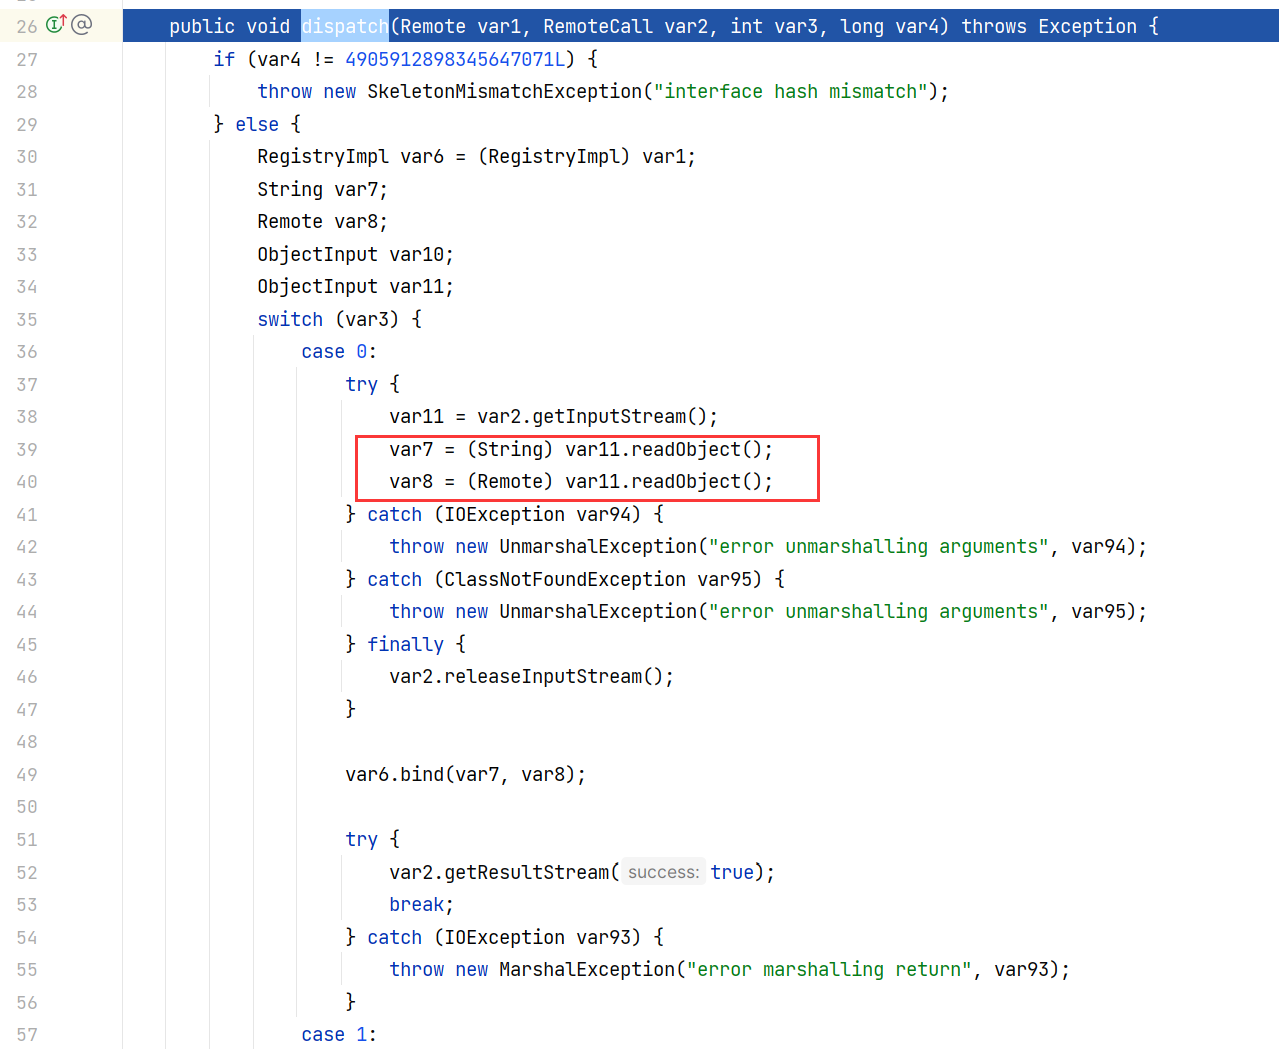 26 public void dispatch(Remote var1, RemoteCall var2, int var3, long var4) throws Exception {
27 if (var4 != 4905912898345647071L) {
28 throw new SkeletonMismatchException("interface hash mismatch");
29 } else {
30 RegistryImpl var6 = (RegistryImpl) var1;
31 String var7;
32 Remote var8;
33 ObjectInput var10;
34 ObjectInput var11;
35 switch (var3) {
36 case 0:
37 try {
38 var11 = var2.getInputStream();
39 var7 = (String) var11.readObject();
40 var8 = (Remote) var11.readObject();
41 } catch (IOException var94) {
42 throw new UnmarshalException("error unmarshalling arguments", var94);
43 } catch (ClassNotFoundException var95) {
44 throw new UnmarshalException("error unmarshalling arguments", var95);
45 } finally {
46 var2.releaseInputStream();
47 }
48
49 var6.bind(var7, var8);
50
51 try {
52 var2.getResultStream( success: true);
53 break;
54 } catch (IOException var93) {
55 throw new MarshalException("error marshalling return", var93);
56 }
57 case 1: